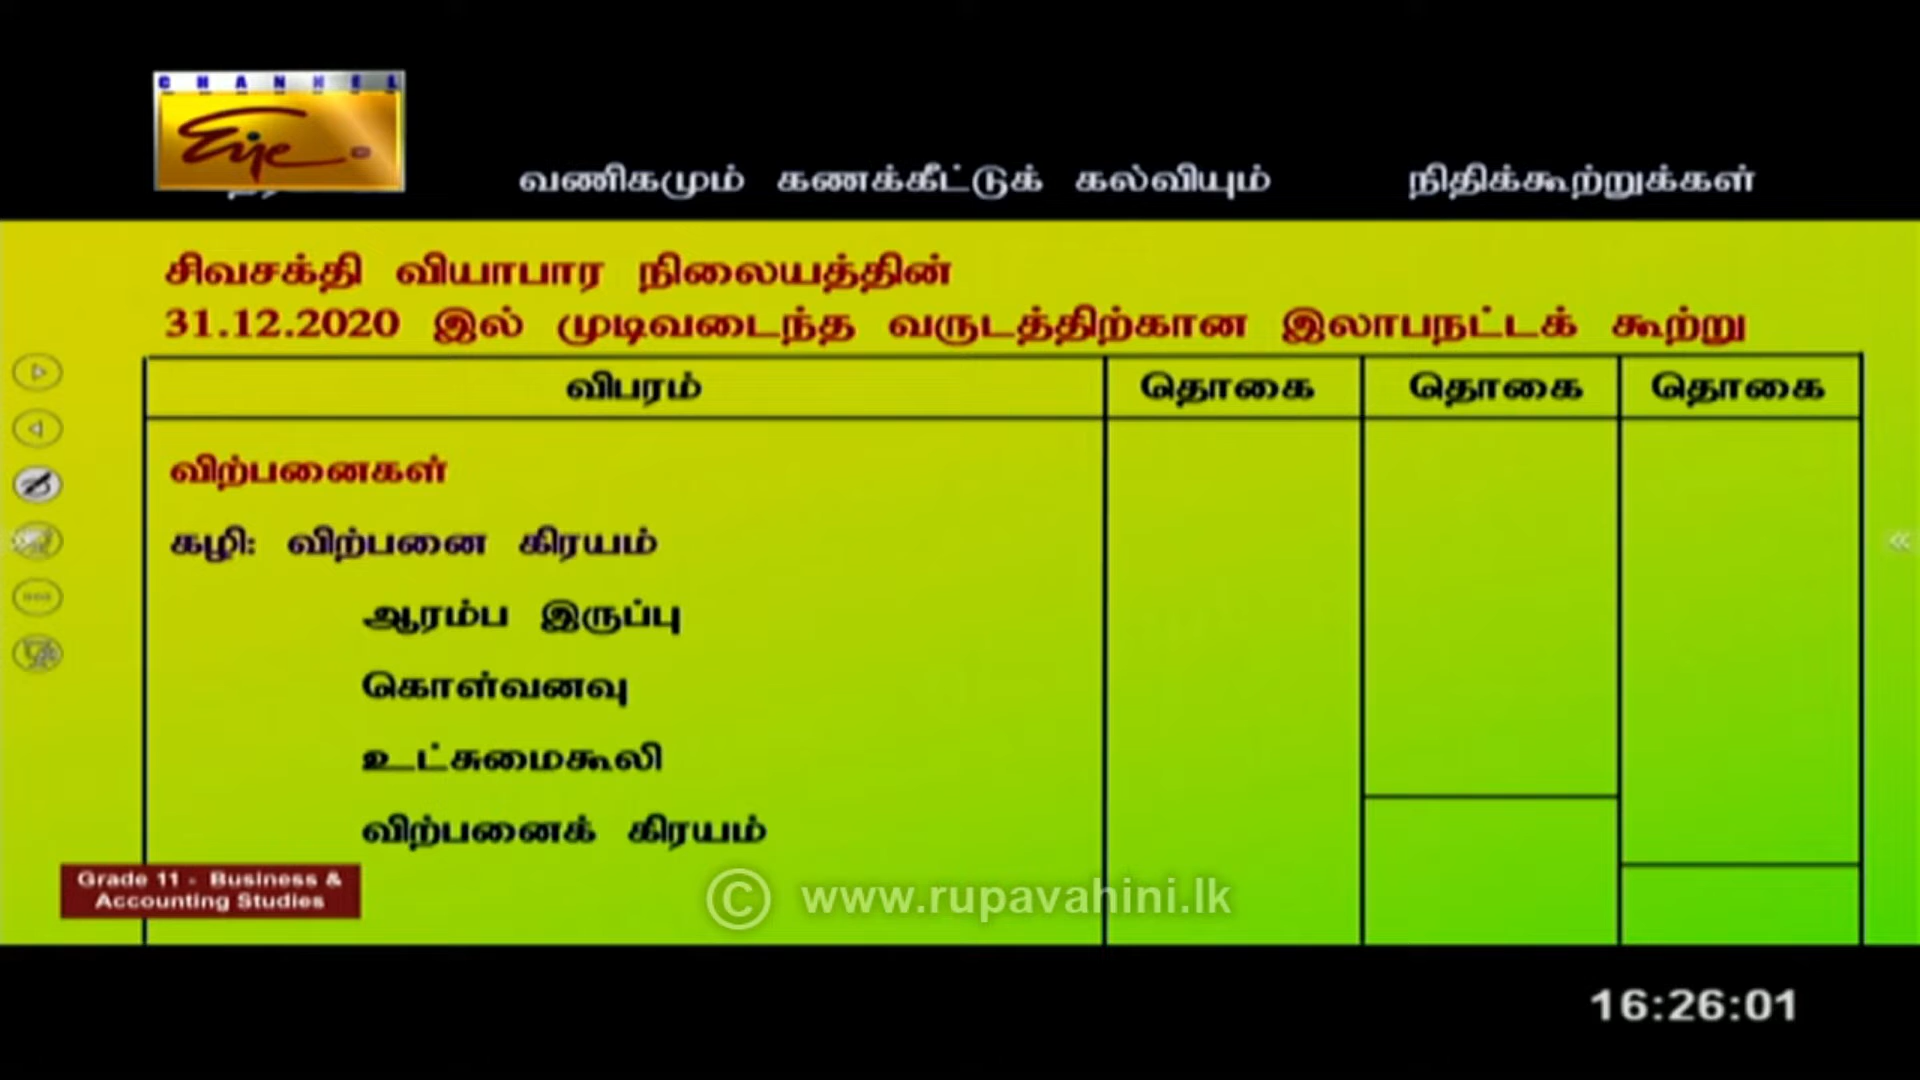 CHANNEL
Eye
வணிகமும் கணக்கீட்டுக் கல்வியும் நிதிக்கூற்றுக்கள்
சிவசக்தி வியாபார நிலையத்தின்
31.12.2020 இல் முடிவடைந்த வருடத்திற்கான இலாபநட்டக் கூற்று
விபரம் தொகை தொகை தொகை
விற்பனைகள்
கழி: விற்பனை கிரயம்
ஆரம்ப இருப்பு
கொள்வனவு
உட்சுமைகூலி
விற்பனைக் கிரயம்
Grade 11 - Business &
Accounting Studies
© www.rupavahini.lk
16:26:01